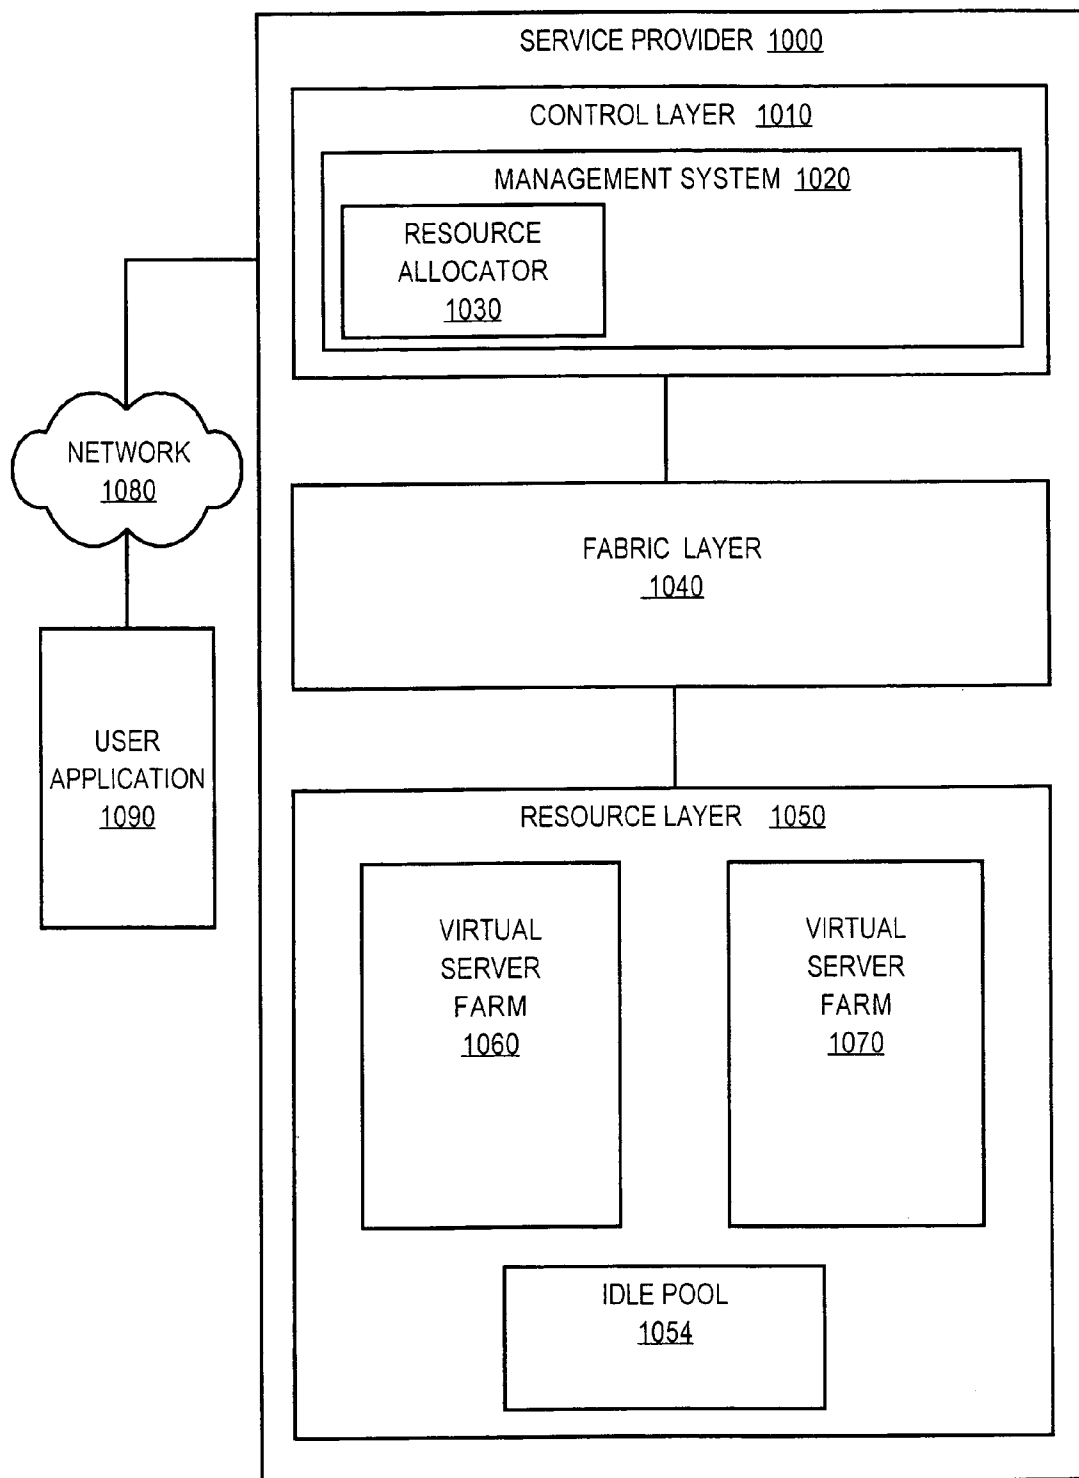 SERVICE PROVIDER 1000
CONTROL LAYER 1010
MANAGEMENT SYSTEM 1020
RESOURCE
ALLOCATOR
1030
NETWORK
1080
FABRIC LAYER
1040
USER
APPLICATION
1090
RESOURCE LAYER 1050
VIRTUAL
SERVER
FARM
1060
VIRTUAL
SERVER
FARM
1070
IDLE POOL
1054